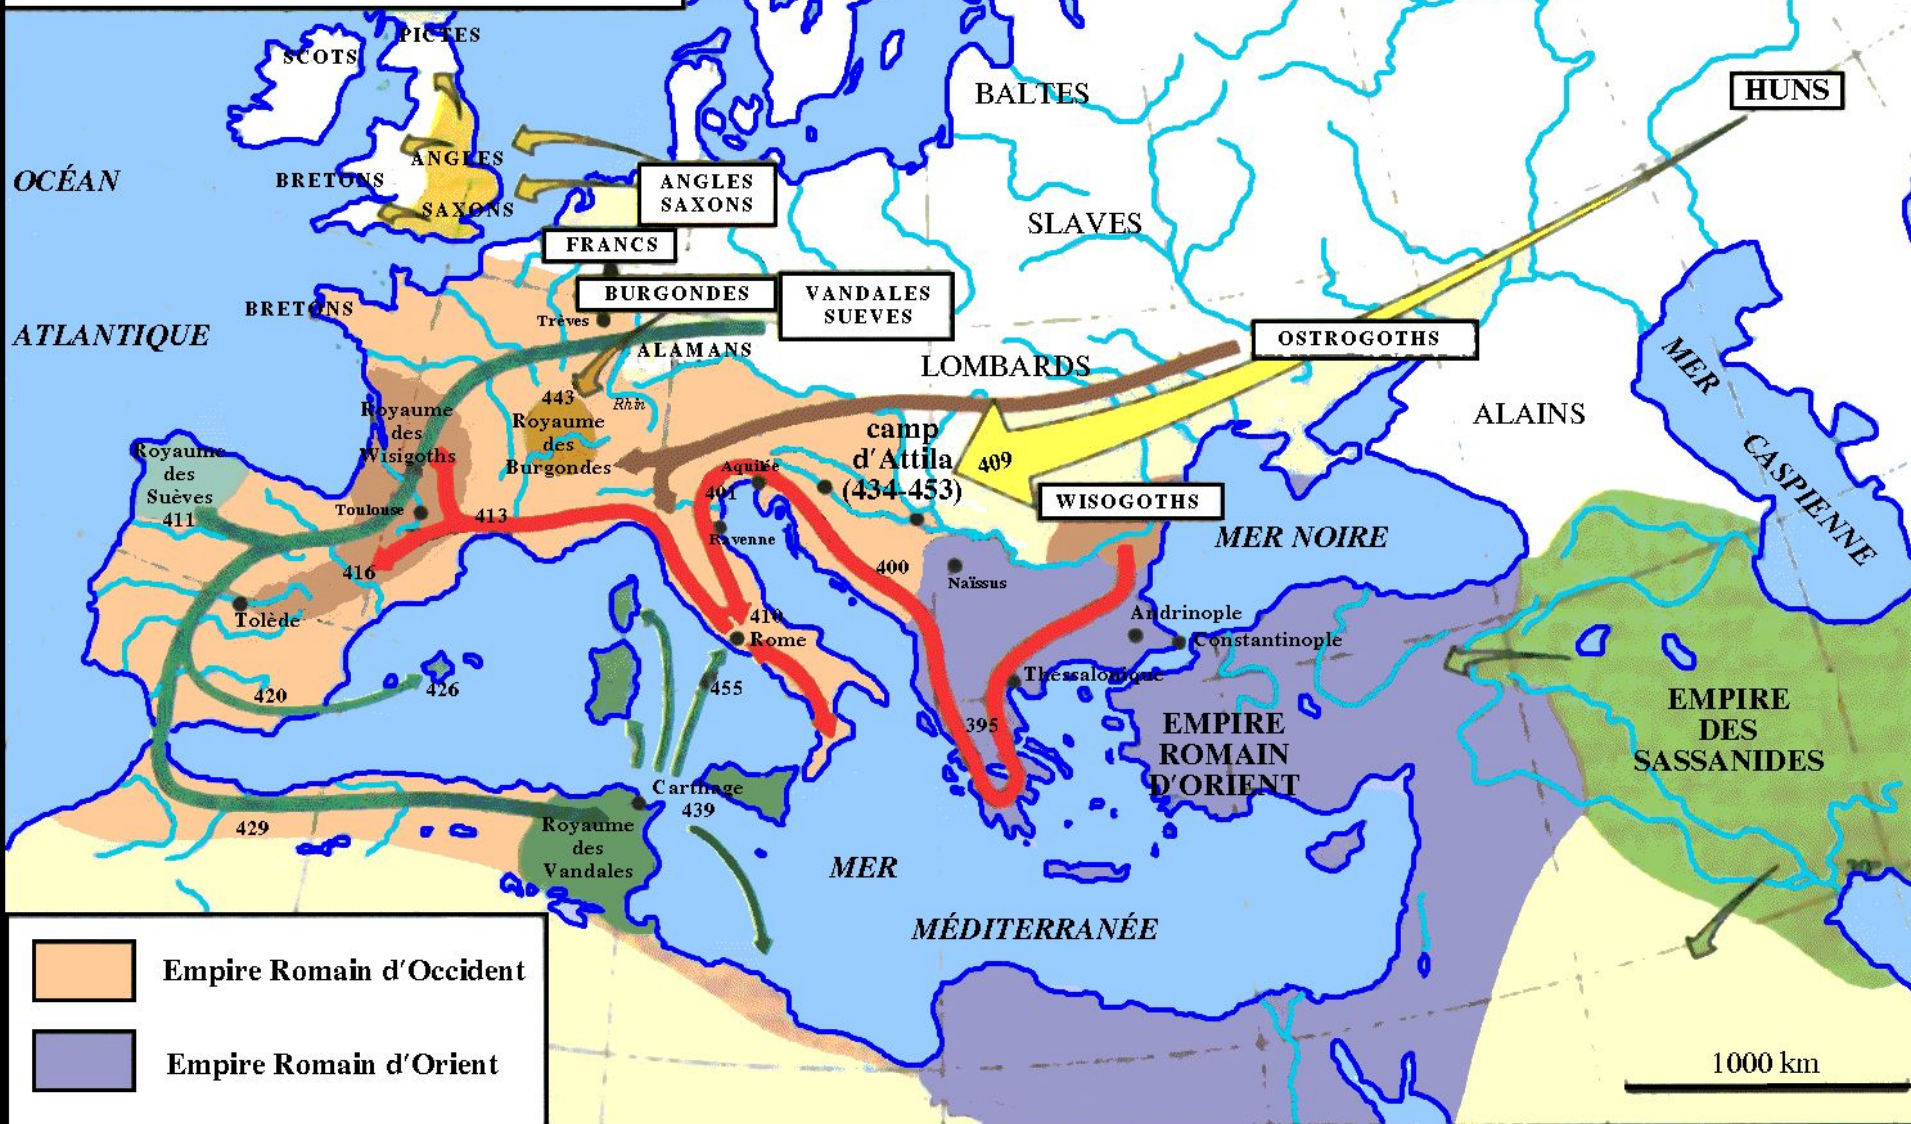 PICTES
SCOTS
BALTES
HUNS
ANGLES
BRETONS
SAXONS
OCÉAN
ANGLES
SAXONS
SLAVES
FRANCS
BURGONDES
VANDALES
SUEVES
BRETONS
Trèves
ATLANTIQUE
ALAMANS
LOMBARDS
OSTROGOTHS
MER
CASPIENNE
ALAINS
443
Rhin
Royaume
des
Wisigoths
Royaume
des
Burgondes
camp
d'Attila
(434-453)
409
Royaume
des
Suèves
411
Aquilée
401
WISOGOTHS
Toulouse
413
Ravenne
MER NOIRE
416
400
Naïssus
Tolède
410
Rome
Andrinople
Constantinople
Thessalonique
420
426
455
395
EMPIRE
ROMAIN
D'ORIENT
EMPIRE
DES
SASSANIDES
Carthage
439
429
Royaume
des
Vandales
MER
MÉDITERRANÉE
Empire Romain d'Occident
Empire Romain d'Orient
1000 km